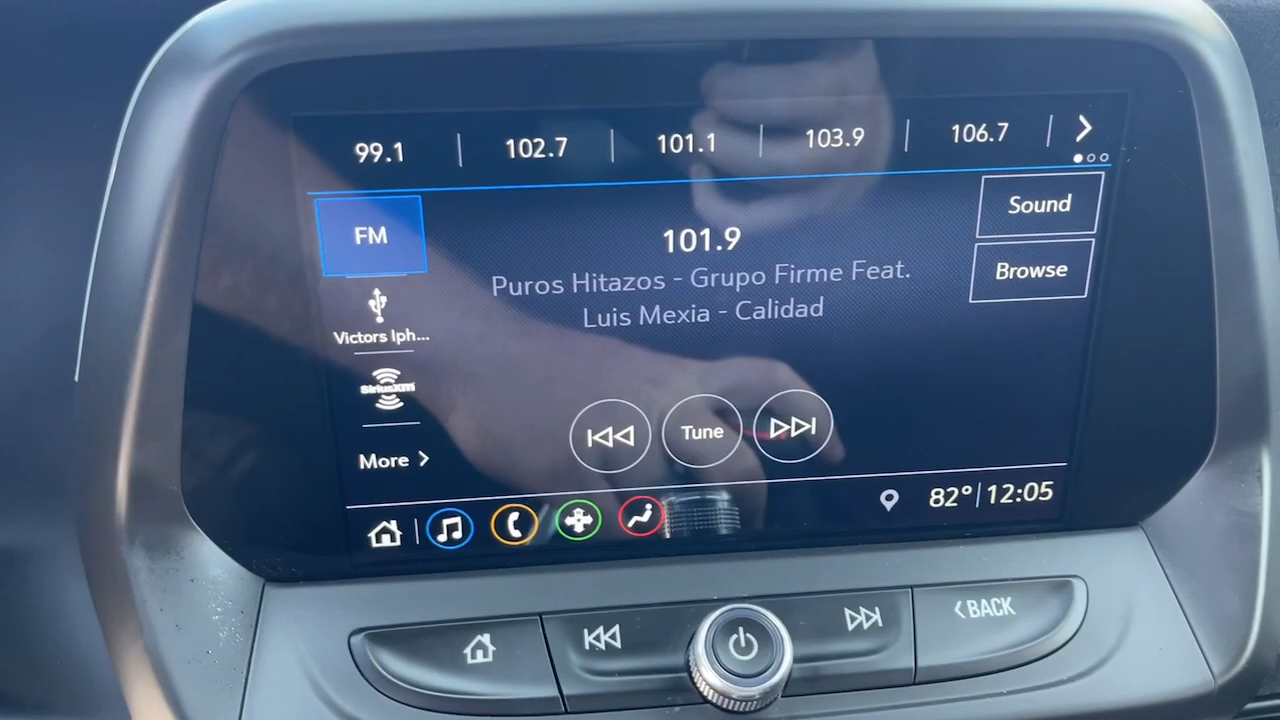 99.1 | 102.7 | 101.1 | 103.9 | 106.7 |
FM
101.9
Puros Hitazos - Grupo Firme Feat.
Luis Mexia - Calidad
Sound
Browse
Victors Iph...
SiriusXM
More >
Tune
82° | 12:05
<BACK